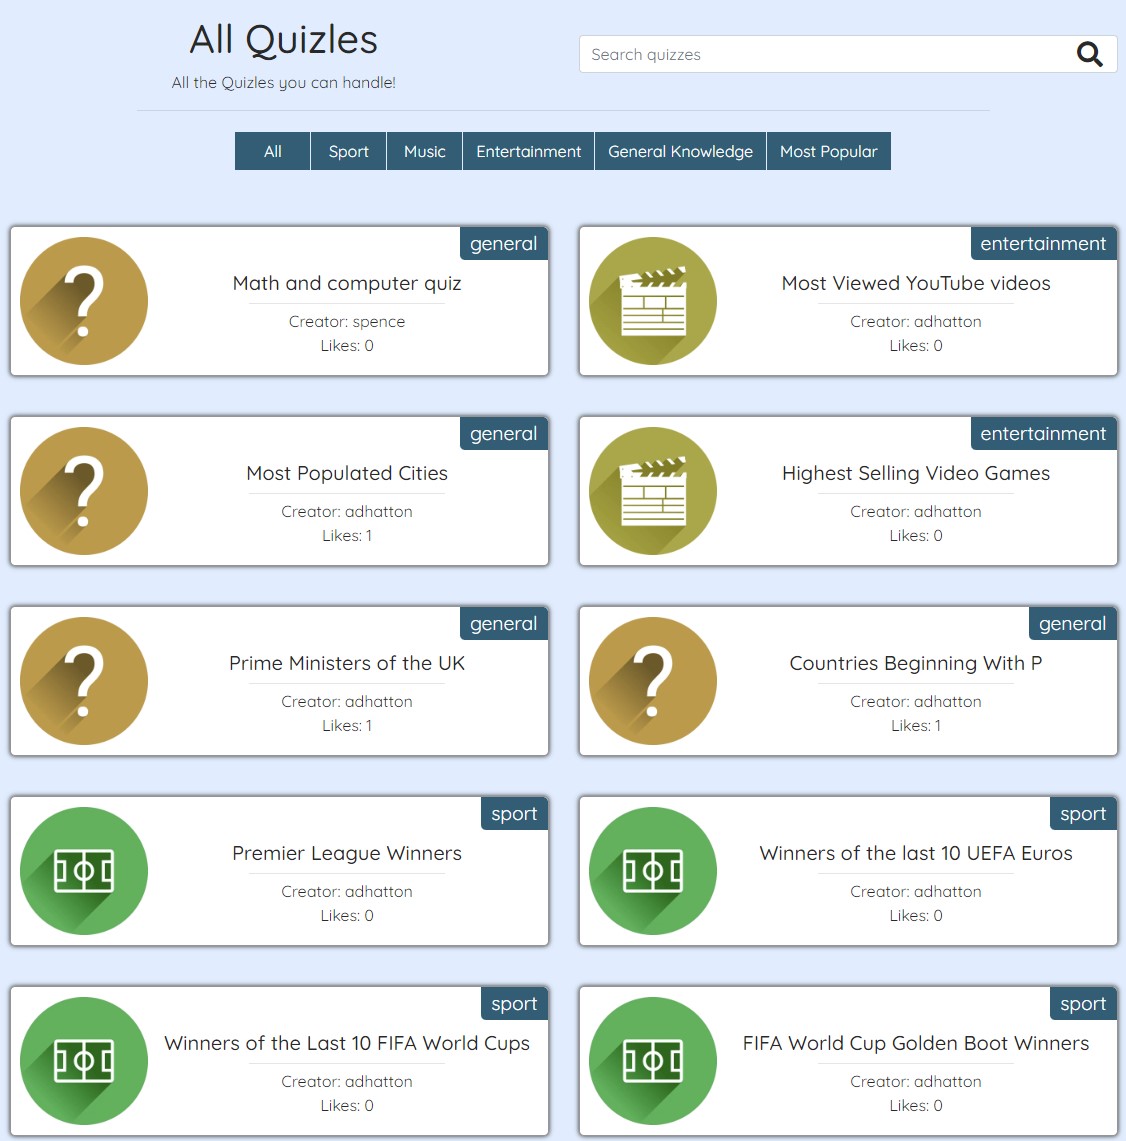 All Quizles
All the Quizles you can handle!
Search quizzes
All Sport Music Entertainment General Knowledge Most Popular
general
Math and computer quiz
Creator: spence
Likes: 0
entertainment
Most Viewed YouTube videos
Creator: adhatton
Likes: 0
general
Most Populated Cities
Creator: adhatton
Likes: 1
entertainment
Highest Selling Video Games
Creator: adhatton
Likes: 0
general
Prime Ministers of the UK
Creator: adhatton
Likes: 1
general
Countries Beginning With P
Creator: adhatton
Likes: 1
sport
Premier League Winners
Creator: adhatton
Likes: 0
sport
Winners of the last 10 UEFA Euros
Creator: adhatton
Likes: 0
sport
Winners of the Last 10 FIFA World Cups
Creator: adhatton
Likes: 0
sport
FIFA World Cup Golden Boot Winners
Creator: adhatton
Likes: 0